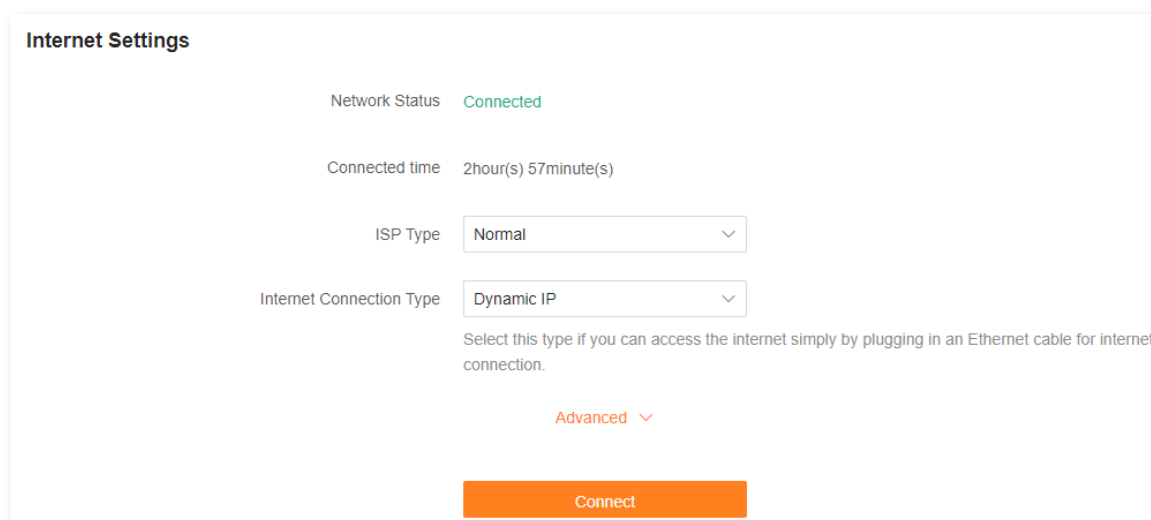 Internet Settings
Network Status Connected
Connected time 2hour(s) 57minute(s)
ISP Type Normal
Internet Connection Type Dynamic IP
Select this type if you can access the internet simply by plugging in an Ethernet cable for internet
connection.
Advanced
Connect